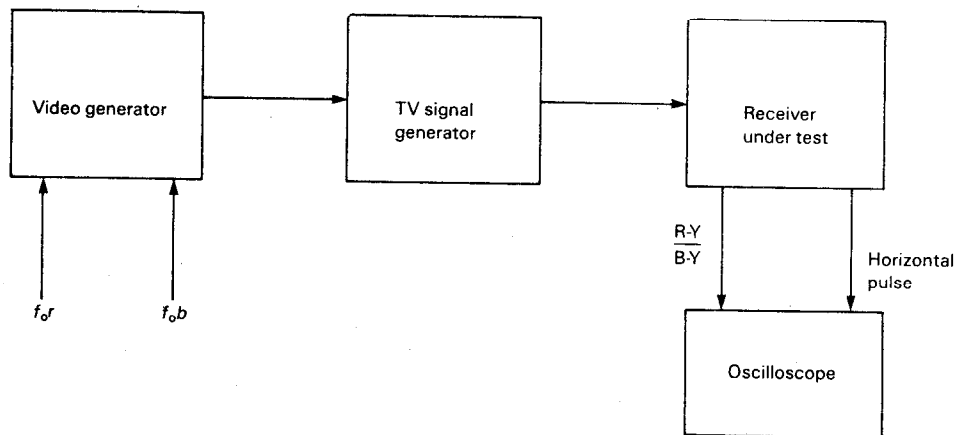 Video generator
TV signal
generator
Receiver
under test
R-Y
B-Y
Horizontal
pulse
f₀r
f₀b
Oscilloscope